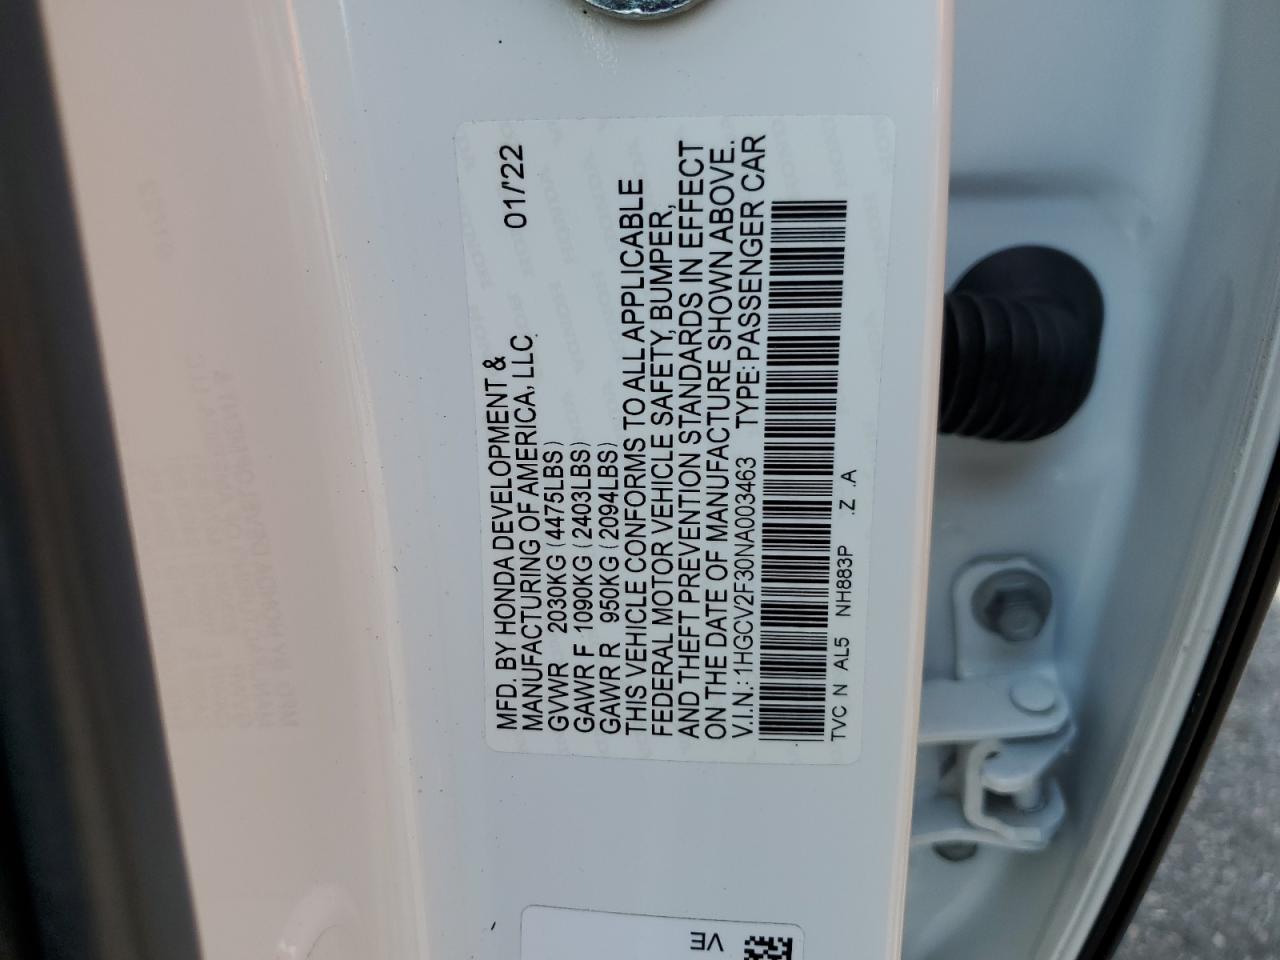 MFD. BY HONDA DEVELOPMENT &
MANUFACTURING OF AMERICA, LLC 01/'22
GVWR 2030KG (4475LBS)
GAWR F 1090KG (2403LBS)
GAWR R 950KG (2094LBS)
THIS VEHICLE CONFORMS TO ALL APPLICABLE
FEDERAL MOTOR VEHICLE SAFETY, BUMPER,
AND THEFT PREVENTION STANDARDS IN EFFECT
ON THE DATE OF MANUFACTURE SHOWN ABOVE..
V.I.N.: 1HGCV2F30NA003463 TYPE: PASSENGER CAR
TVC N AL5 NH883P .Z .A
VE